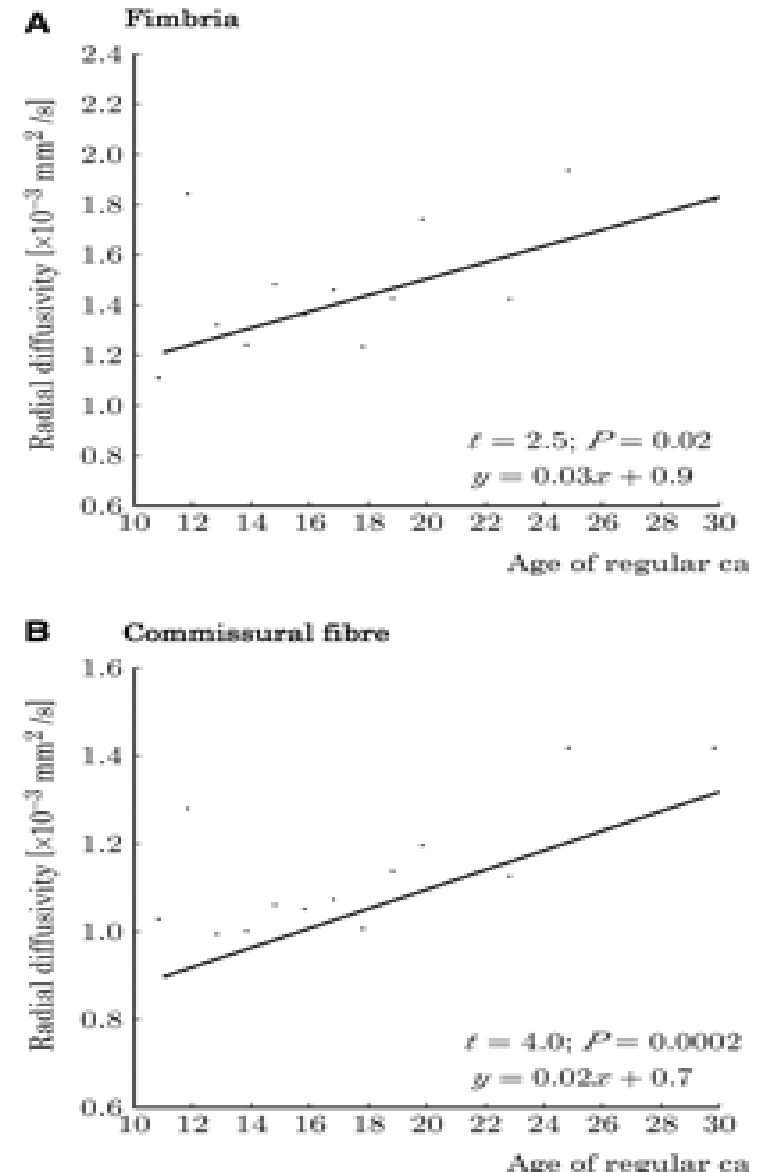 A Fimbria
Radial diffusivity [×10⁻³ mm²/s]
2.4
2.2
2.0
1.8
1.6
1.4
1.2
1.0
0.8
0.6
t = 2.5; P = 0.02
y = 0.03x + 0.9
10 12 14 16 18 20 22 24 26 28 30
Age of regular ca
B Commissural fibre
Radial diffusivity [×10⁻³ mm²/s]
1.6
1.4
1.2
1.0
0.8
0.6
t = 4.0; P = 0.0002
y = 0.02x + 0.7
10 12 14 16 18 20 22 24 26 28 30
Age of regular ca